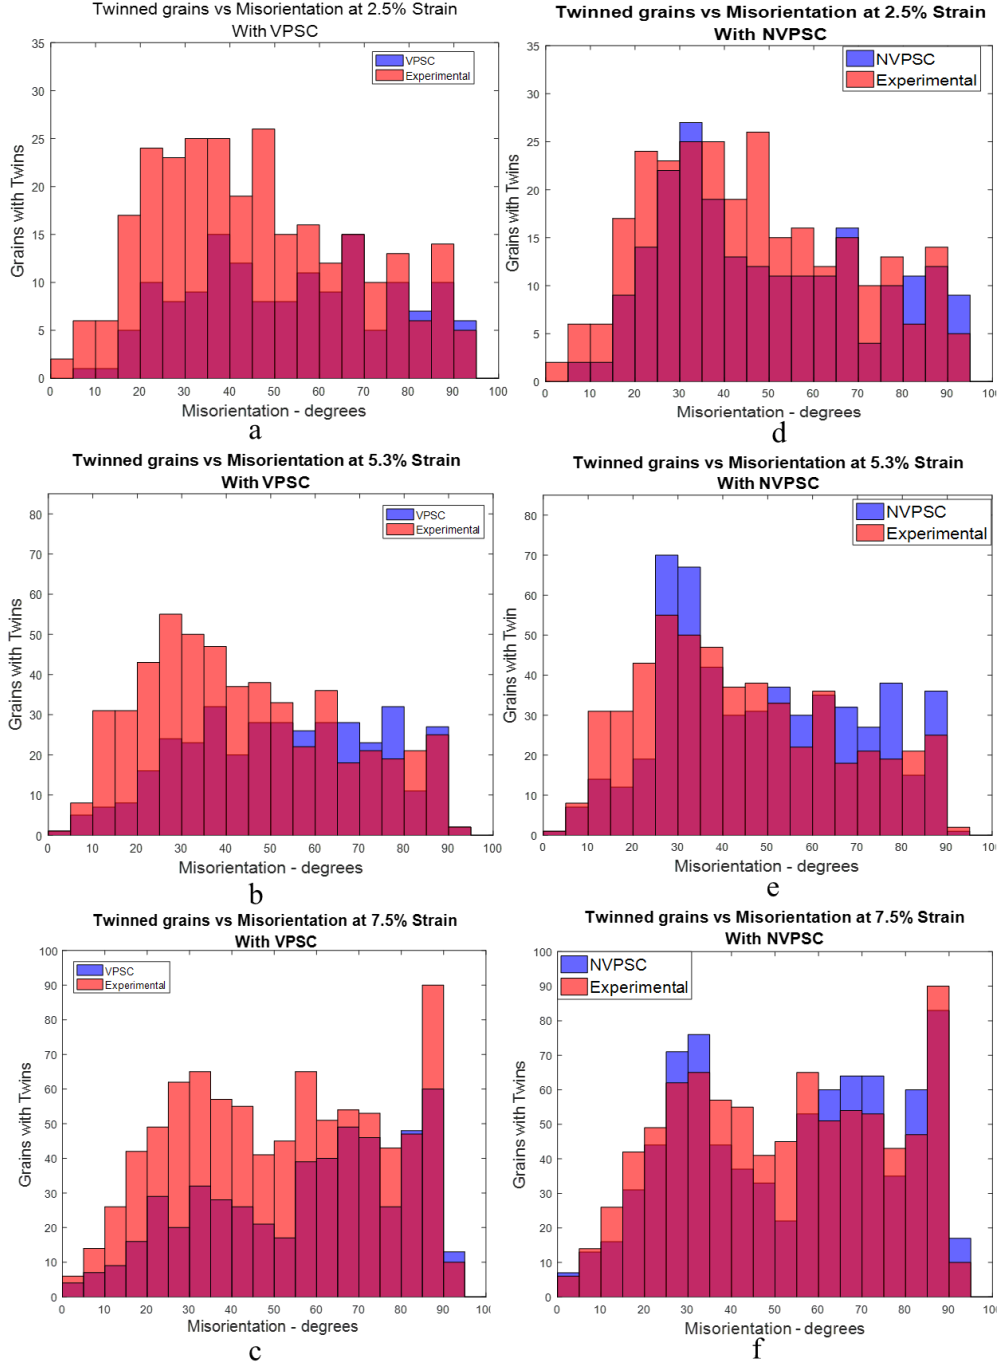 Twinned grains vs Misorientation at 2.5% Strain
With VPSC
35
30
25
20
15
10
5
0
VPSC
Experimental
Grains with Twins
0 10 20 30 40 50 60 70 80 90 100
Misorientation - degrees
a
Twinned grains vs Misorientation at 2.5% Strain
With NVPSC
35
30
25
20
15
10
5
0
NVPSC
Experimental
Grains with Twins
0 10 20 30 40 50 60 70 80 90 10
Misorientation - degrees
d
Twinned grains vs Misorientation at 5.3% Strain
With VPSC
80
70
60
50
40
30
20
10
0
VPSC
Experimental
Grains with Twins
0 10 20 30 40 50 60 70 80 90 100
Misorientation - degrees
b
Twinned grains vs Misorientation at 5.3% Strain
With NVPSC
80
70
60
50
40
30
20
10
0
NVPSC
Experimental
Grains with Twin
0 10 20 30 40 50 60 70 80 90 10
Misorientation - degrees
e
Twinned grains vs Misorientation at 7.5% Strain
With VPSC
100
90
80
70
60
50
40
30
20
10
0
VPSC
Experimental
Grains with Twins
0 10 20 30 40 50 60 70 80 90 10
Misorientation - degrees
c
Twinned grains vs Misorientation at 7.5% Strain
With NVPSC
100
90
80
70
60
50
40
30
20
10
0
NVPSC
Experimental
Grains with Twins
0 10 20 30 40 50 60 70 80 90 100
Misorientation - degrees
f